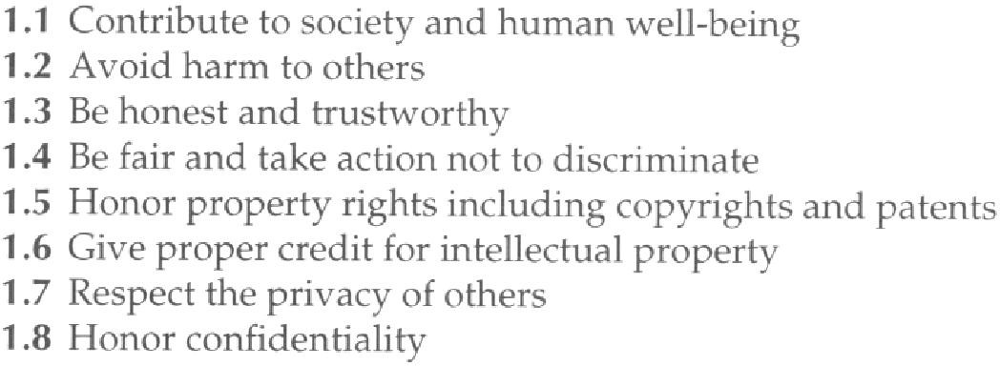 1.1 Contribute to society and human well-being
1.2 Avoid harm to others
1.3 Be honest and trustworthy
1.4 Be fair and take action not to discriminate
1.5 Honor property rights including copyrights and patents
1.6 Give proper credit for intellectual property
1.7 Respect the privacy of others
1.8 Honor confidentiality